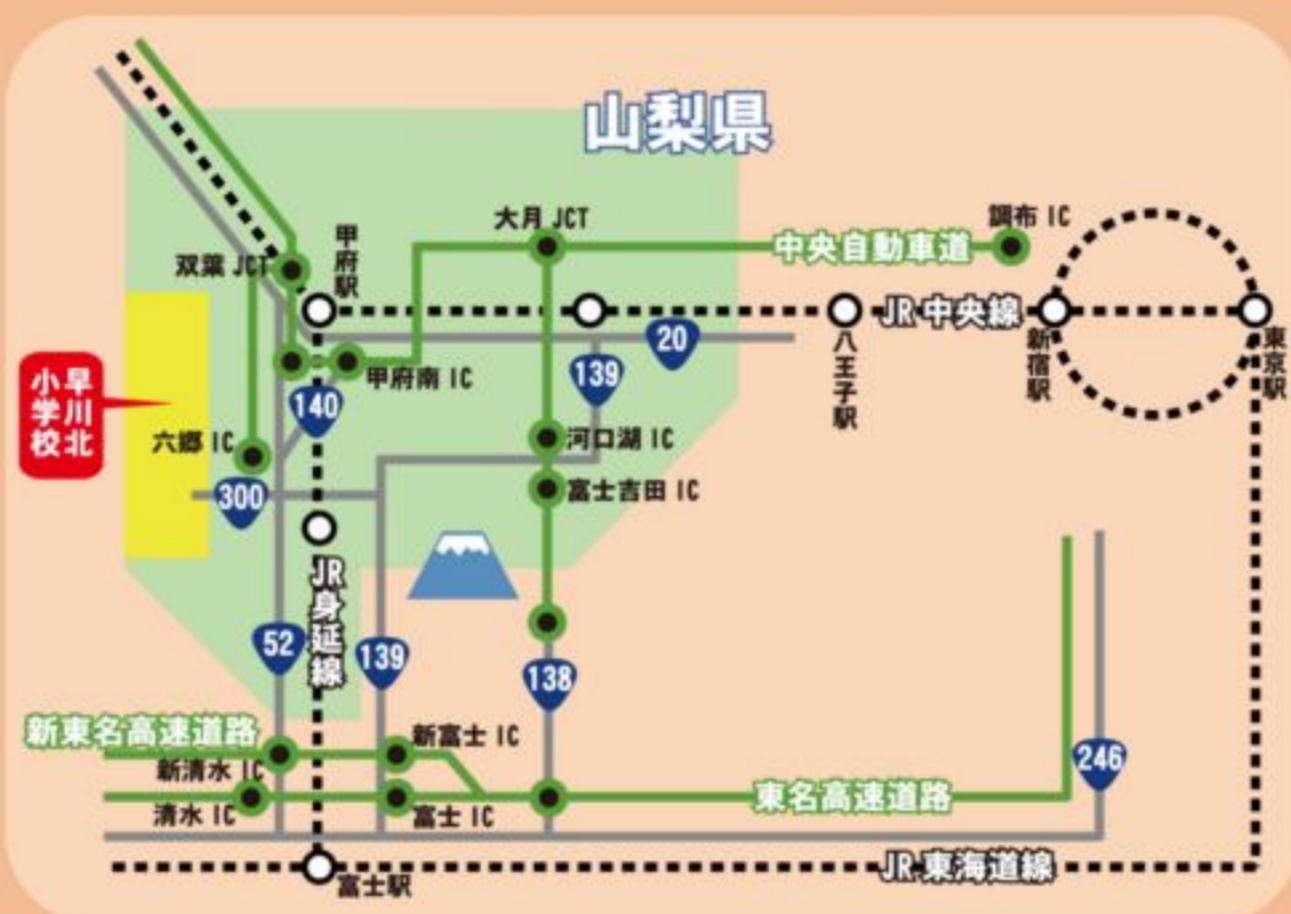 山梨県
大月 JCT
調布 IC
甲府駅
双葉 JCT
中央自動車道
JR 中央線
八王子駅
新宿駅
東京駅
20
139
甲府南 IC
140
早川北
小学校
六郷 IC
河口湖 IC
300
富士吉田 IC
JR 身延線
52
139
138
新東名高速道路
新富士 IC
新清水 IC
246
東名高速道路
清水 IC
富士 IC
JR 東海道線
富士駅